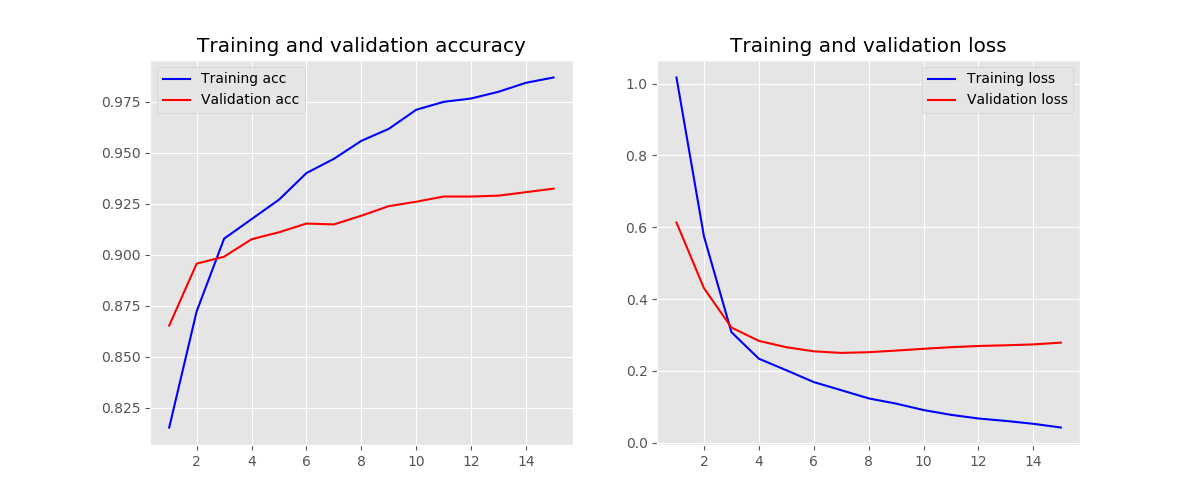 Training and validation accuracy
Training acc
Validation acc
0.975
0.950
0.925
0.900
0.875
0.850
0.825
2 4 6 8 10 12 14
Training and validation loss
Training loss
Validation loss
1.0
0.8
0.6
0.4
0.2
0.0
2 4 6 8 10 12 14